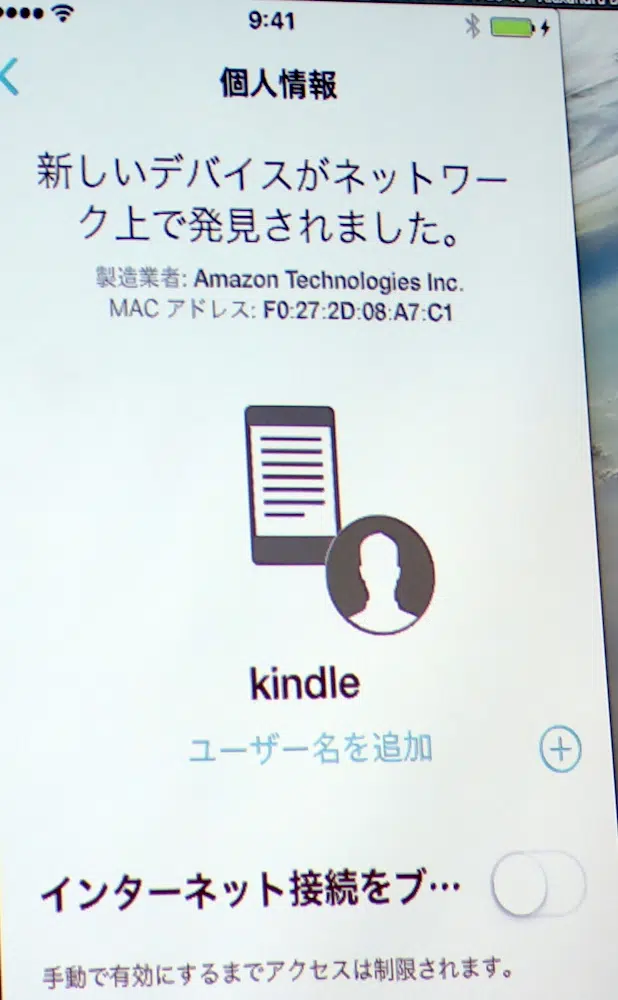 9:41
個人情報
新しいデバイスがネットワー
ク上で発見されました。
製造業者: Amazon Technologies Inc.
MAC アドレス: F0:27:2D:08:A7:C1
kindle
ユーザー名を追加
インターネット接続をブ…
手動で有効にするまでアクセスは制限されます。